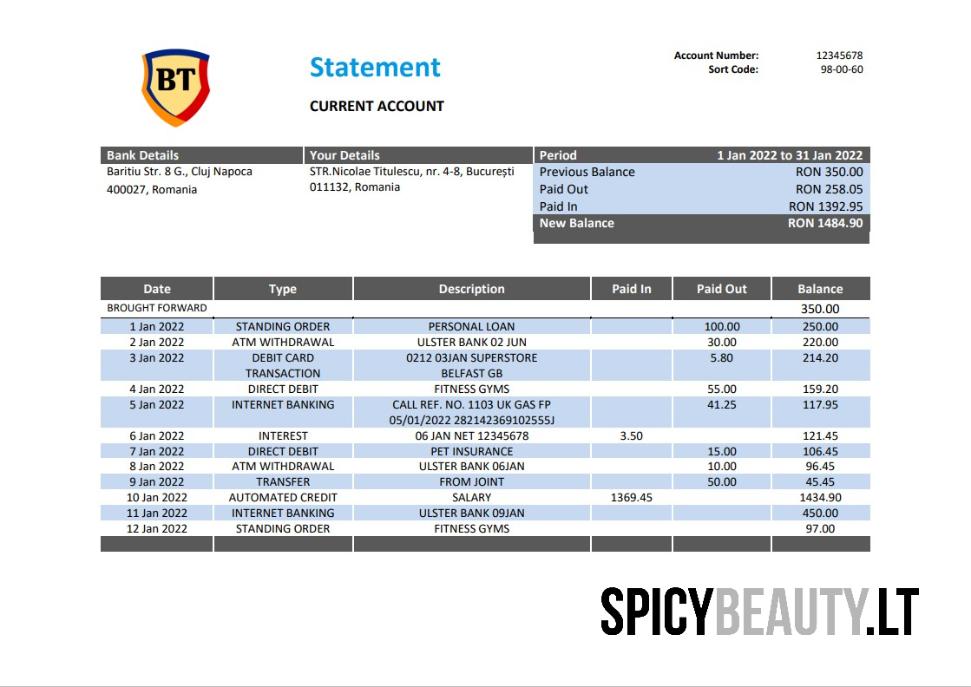 BT
Statement
CURRENT ACCOUNT
Account Number: 12345678
Sort Code: 98-00-60
Bank Details
Baritiu Str. 8 G., Cluj Napoca
400027, Romania
Your Details
STR.Nicolae Titulescu, nr. 4-8, București
011132, Romania
Period 1 Jan 2022 to 31 Jan 2022
Previous Balance RON 350.00
Paid Out RON 258.05
Paid In RON 1392.95
New Balance RON 1484.90
Date Type Description Paid In Paid Out Balance
BROUGHT FORWARD 350.00
1 Jan 2022 STANDING ORDER PERSONAL LOAN 100.00 250.00
2 Jan 2022 ATM WITHDRAWAL ULSTER BANK 02 JUN 30.00 220.00
3 Jan 2022 DEBIT CARD 0212 03JAN SUPERSTORE 5.80 214.20
TRANSACTION BELFAST GB
4 Jan 2022 DIRECT DEBIT FITNESS GYMS 55.00 159.20
5 Jan 2022 INTERNET BANKING CALL REF. NO. 1103 UK GAS FP 41.25 117.95
05/01/2022 282142369102555J
6 Jan 2022 INTEREST 06 JAN NET 12345678 3.50 121.45
7 Jan 2022 DIRECT DEBIT PET INSURANCE 15.00 106.45
8 Jan 2022 ATM WITHDRAWAL ULSTER BANK 06JAN 10.00 96.45
9 Jan 2022 TRANSFER FROM JOINT 50.00 45.45
10 Jan 2022 AUTOMATED CREDIT SALARY 1369.45 1434.90
11 Jan 2022 INTERNET BANKING ULSTER BANK 09JAN 450.00
12 Jan 2022 STANDING ORDER FITNESS GYMS 97.00
SPICYBEAUTY.LT